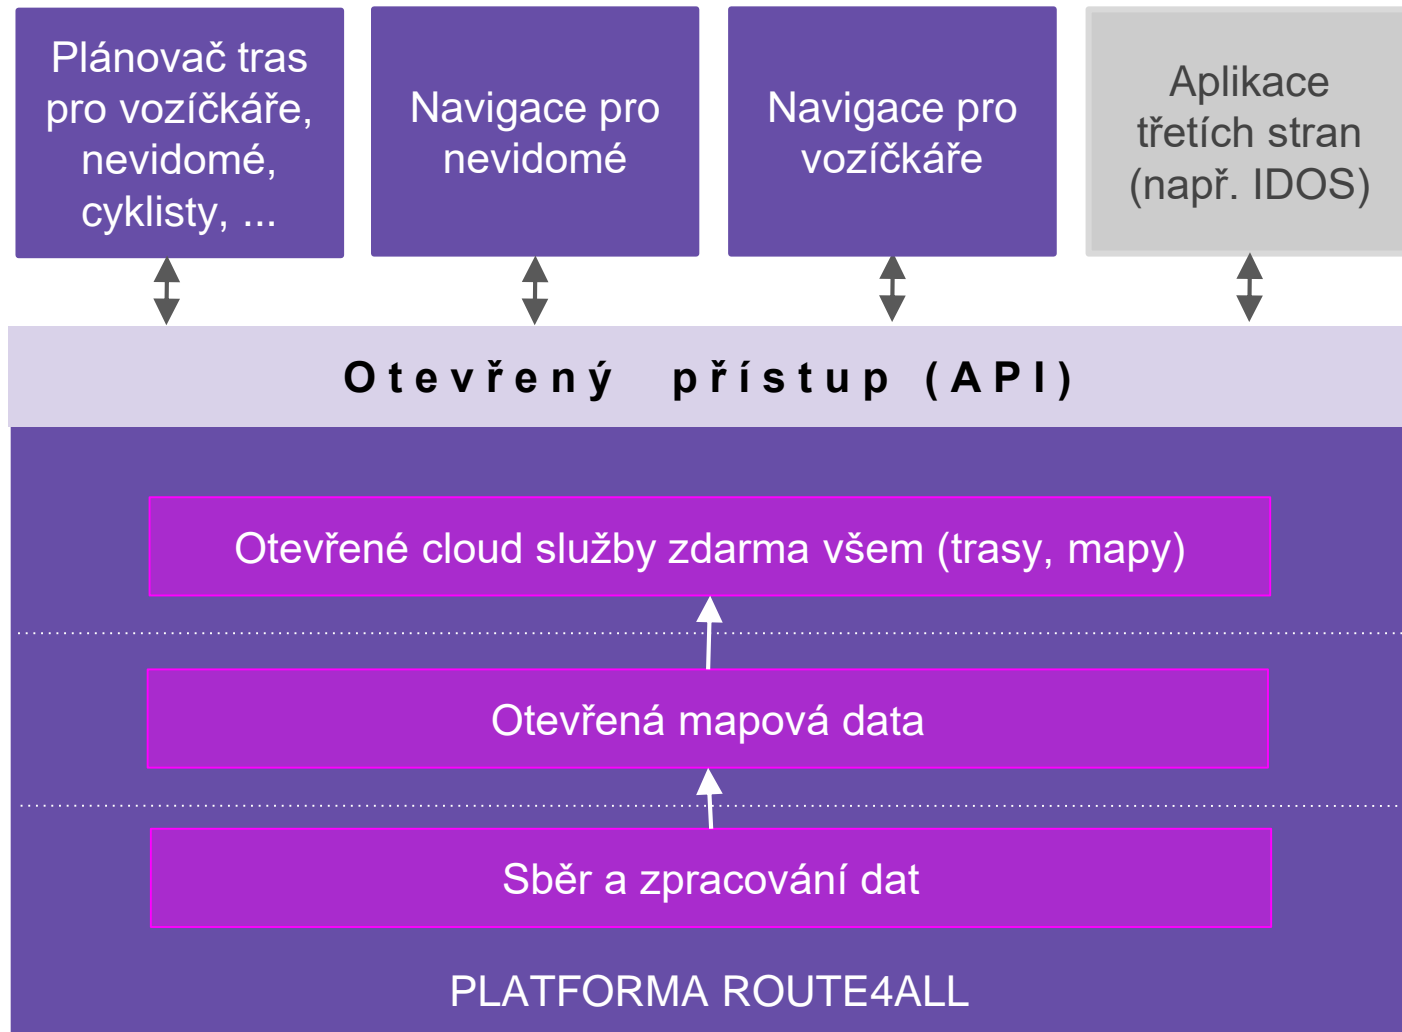 Plánovač tras
pro vozíčkáře,
nevidomé,
cyklisty, ...
Navigace pro
nevidomé
Navigace pro
vozíčkáře
Aplikace
třetích stran
(např. IDOS)
Otevřený přístup (API)
Otevřené cloud služby zdarma všem (trasy, mapy)
Otevřená mapová data
Sběr a zpracování dat
PLATFORMA ROUTE4ALL